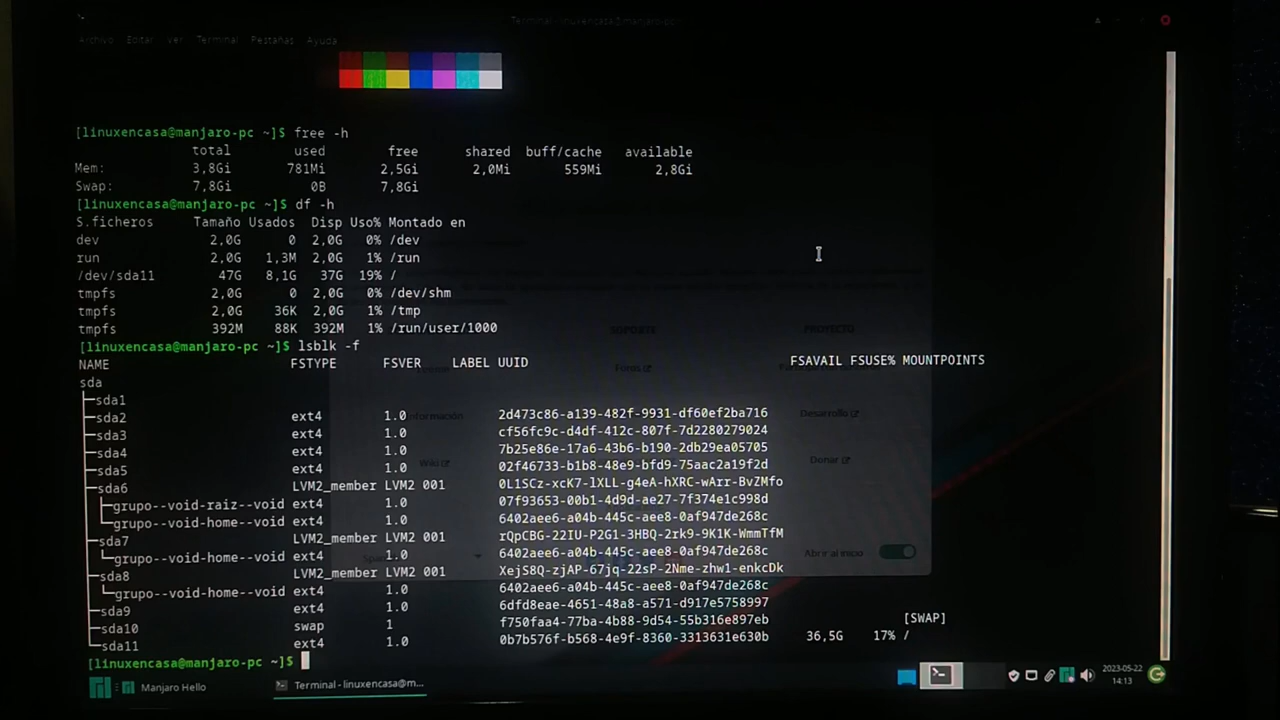 Terminal - linuxencasa@manjaro-pc:~
Archivo Editar Ver Terminal Pestañas Ayuda
[linuxencasa@manjaro-pc ~]$ free -h
total used free shared buff/cache available
Mem: 3,8Gi 781Mi 2,5Gi 2,0Mi 559Mi 2,8Gi
Swap: 7,8Gi 0B 7,8Gi
[linuxencasa@manjaro-pc ~]$ df -h
S.ficheros Tamaño Usados Disp Uso% Montado en
dev 2,0G 0 2,0G 0% /dev
run 2,0G 1,3M 2,0G 1% /run
/dev/sda11 47G 8,1G 37G 19% /
tmpfs 2,0G 0 2,0G 0% /dev/shm
tmpfs 2,0G 36K 2,0G 1% /tmp
tmpfs 392M 88K 392M 1% /run/user/1000
[linuxencasa@manjaro-pc ~]$ lsblk -f
NAME FSTYPE FSVER LABEL UUID FSAVAIL FSUSE% MOUNTPOINTS
sda
├─sda1
├─sda2 ext4 1.0 2d473c86-a139-482f-9931-df60ef2ba716
├─sda3 ext4 1.0 cf56fc9c-d4df-412c-807f-7d2280279024
├─sda4 ext4 1.0 7b25e86e-17a6-43b6-b190-2db29ea05705
├─sda5 ext4 1.0 02f46733-b1b8-48e9-bfd9-75aac2a19f2d
├─sda6 LVM2_member LVM2 001 0L1SCz-xcK7-lXLL-g4eA-hXRC-wArr-BvZMfo
│ ├─grupo--void-raiz--void ext4 1.0 07f93653-00b1-4d9d-ae27-7f374e1c998d
│ └─grupo--void-home--void ext4 1.0 6402aee6-a04b-445c-aee8-0af947de268c
├─sda7 LVM2_member LVM2 001 rQpCBG-22IU-P2G1-3HBQ-2rk9-9K1K-WmmTfM
│ └─grupo--void-home--void ext4 1.0 6402aee6-a04b-445c-aee8-0af947de268c
├─sda8 LVM2_member LVM2 001 XejS8Q-zjAP-67jq-22sP-2Nme-zhw1-enkcDk
│ └─grupo--void-home--void ext4 1.0 6402aee6-a04b-445c-aee8-0af947de268c
├─sda9 ext4 1.0 6dfd8eae-4651-48a8-a571-d917e5758997
├─sda10 swap 1 f750faa4-77ba-4b88-9d54-55b316e897eb [SWAP]
└─sda11 ext4 1.0 0b7b576f-b568-4e9f-8360-3313631e630b 36,5G 17% /
[linuxencasa@manjaro-pc ~]$
SOPORTE PROYECTO
Foros
Información Desarrollo
Wiki Donar
Abrir al inicio
Manjaro Hello
Terminal - linuxencasa@m...
2023-05-22
14:13